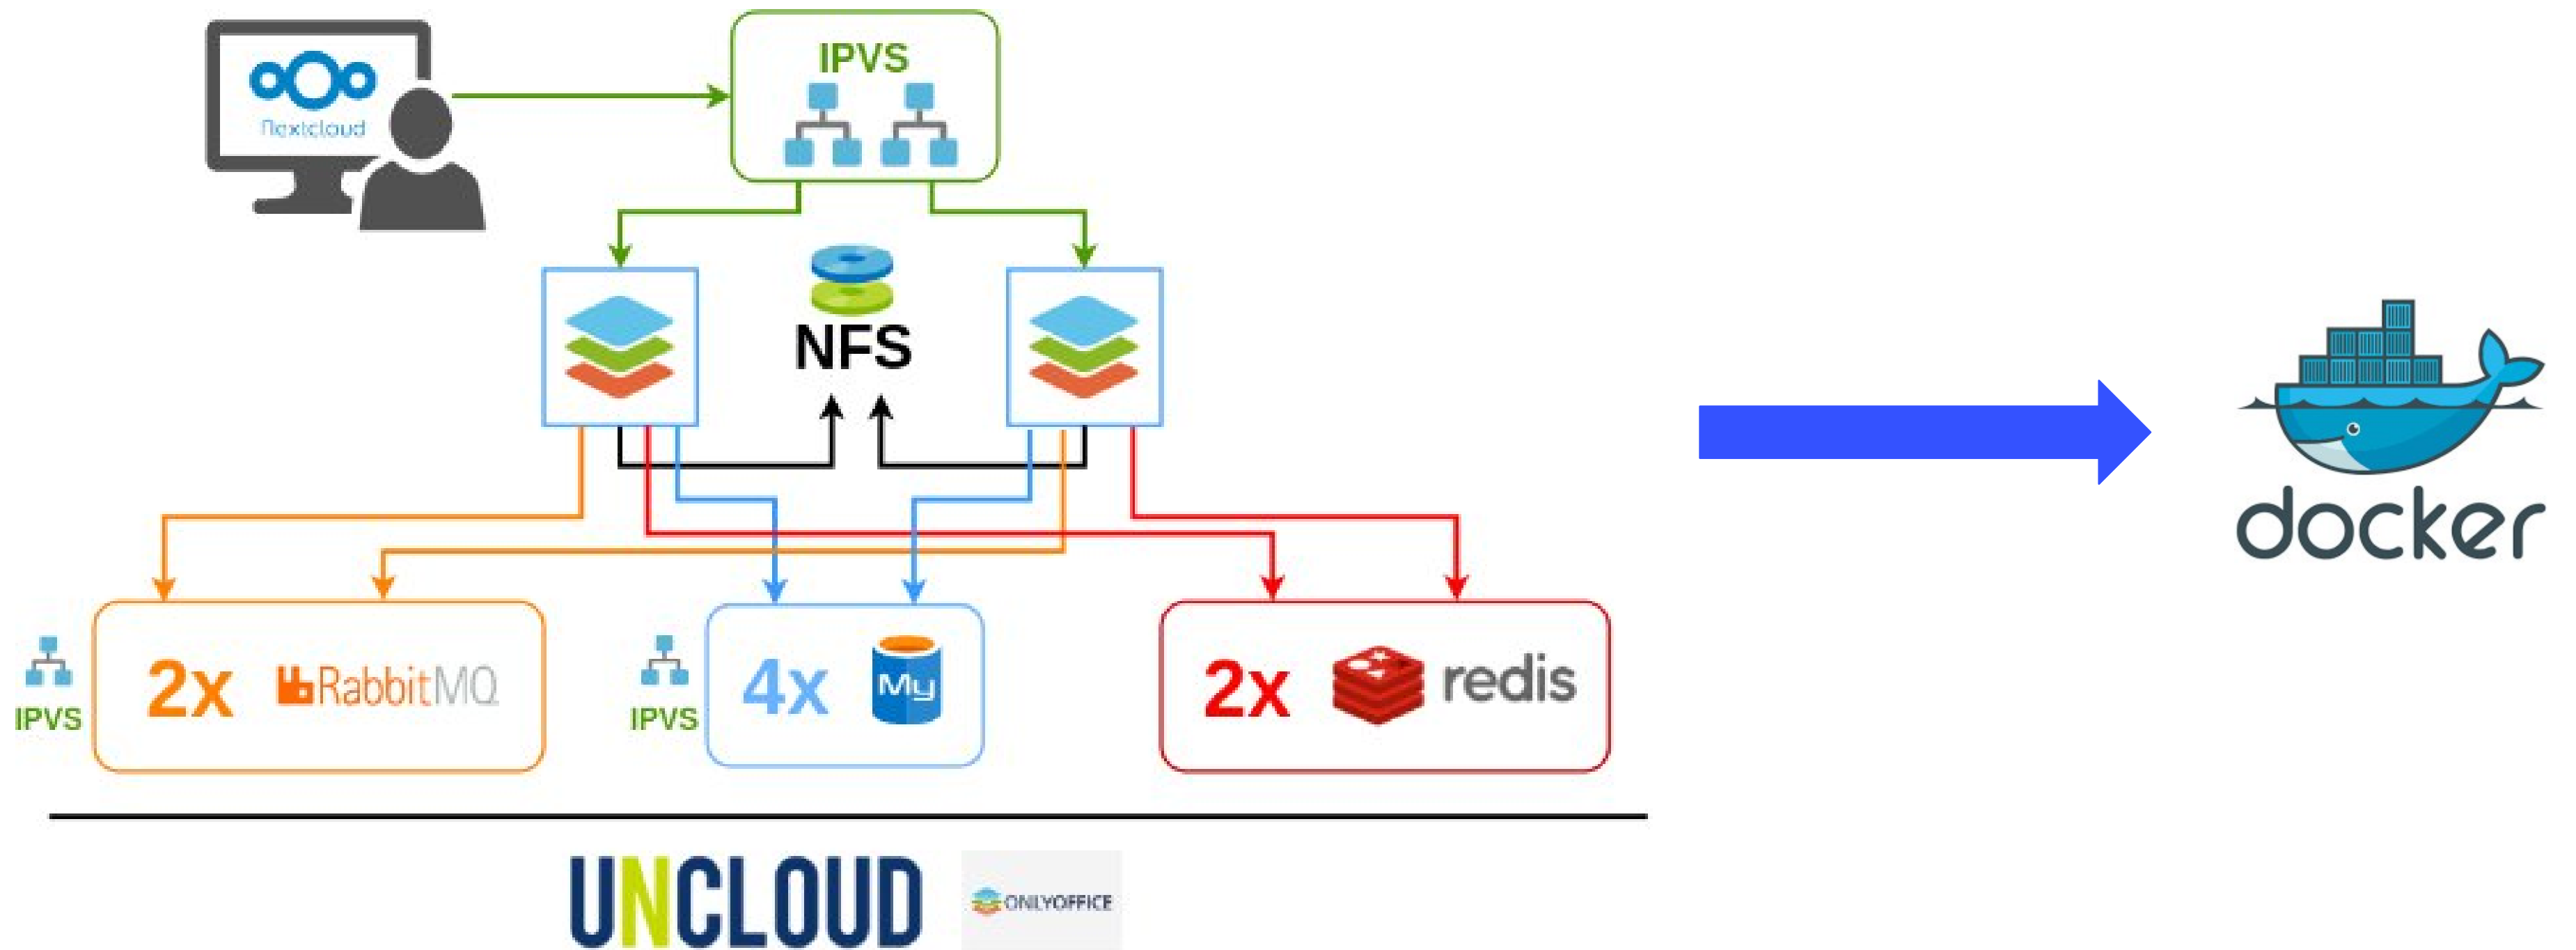 IPVS
nextcloud
NFS
IPVS
2x RabbitMQ
IPVS
4x My
2x redis
docker
UNCLOUD
ONLYOFFICE